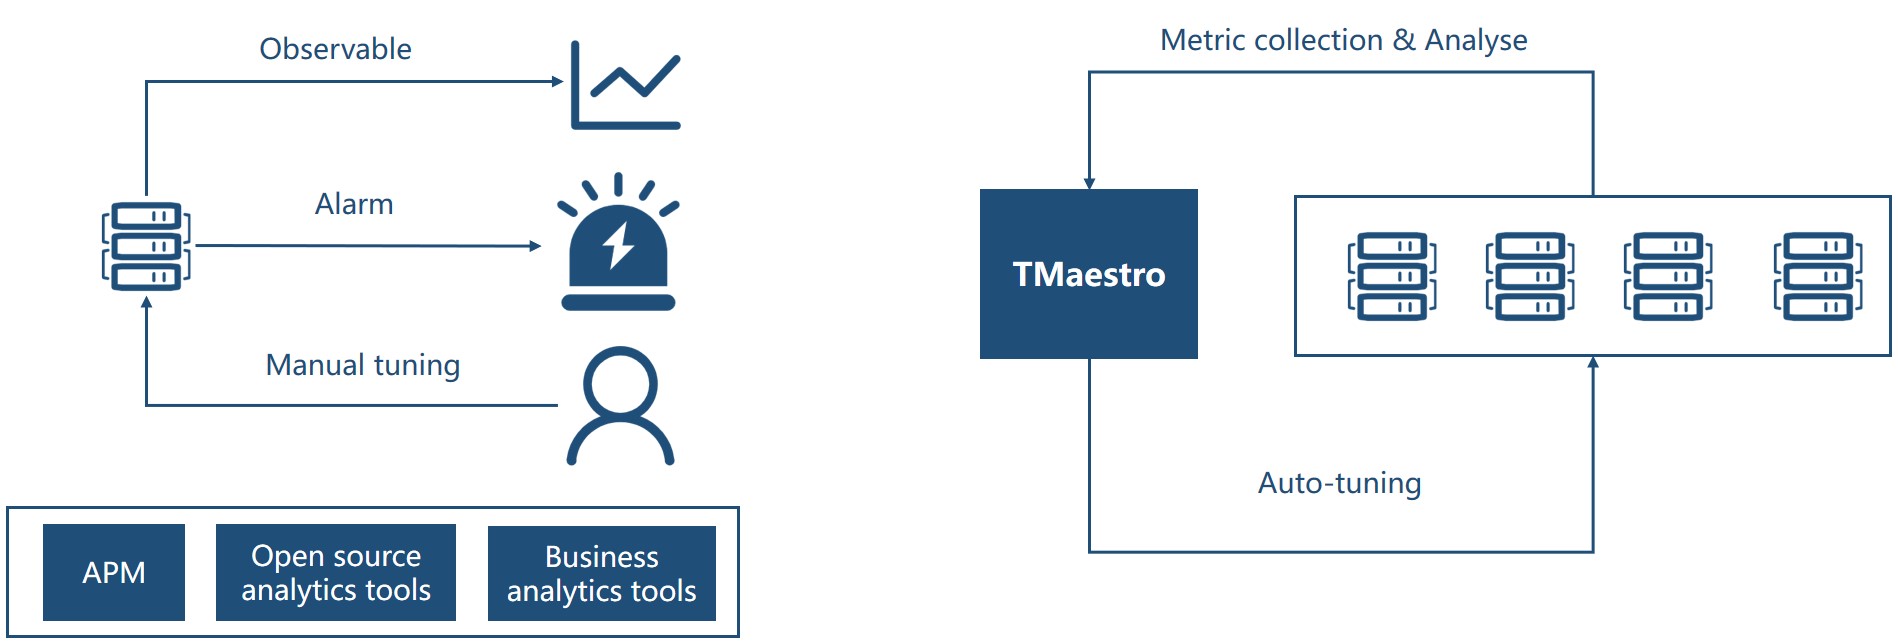 Observable
Alarm
Manual tuning
APM
Open source
analytics tools
Business
analytics tools
Metric collection & Analyse
TMaestro
Auto-tuning